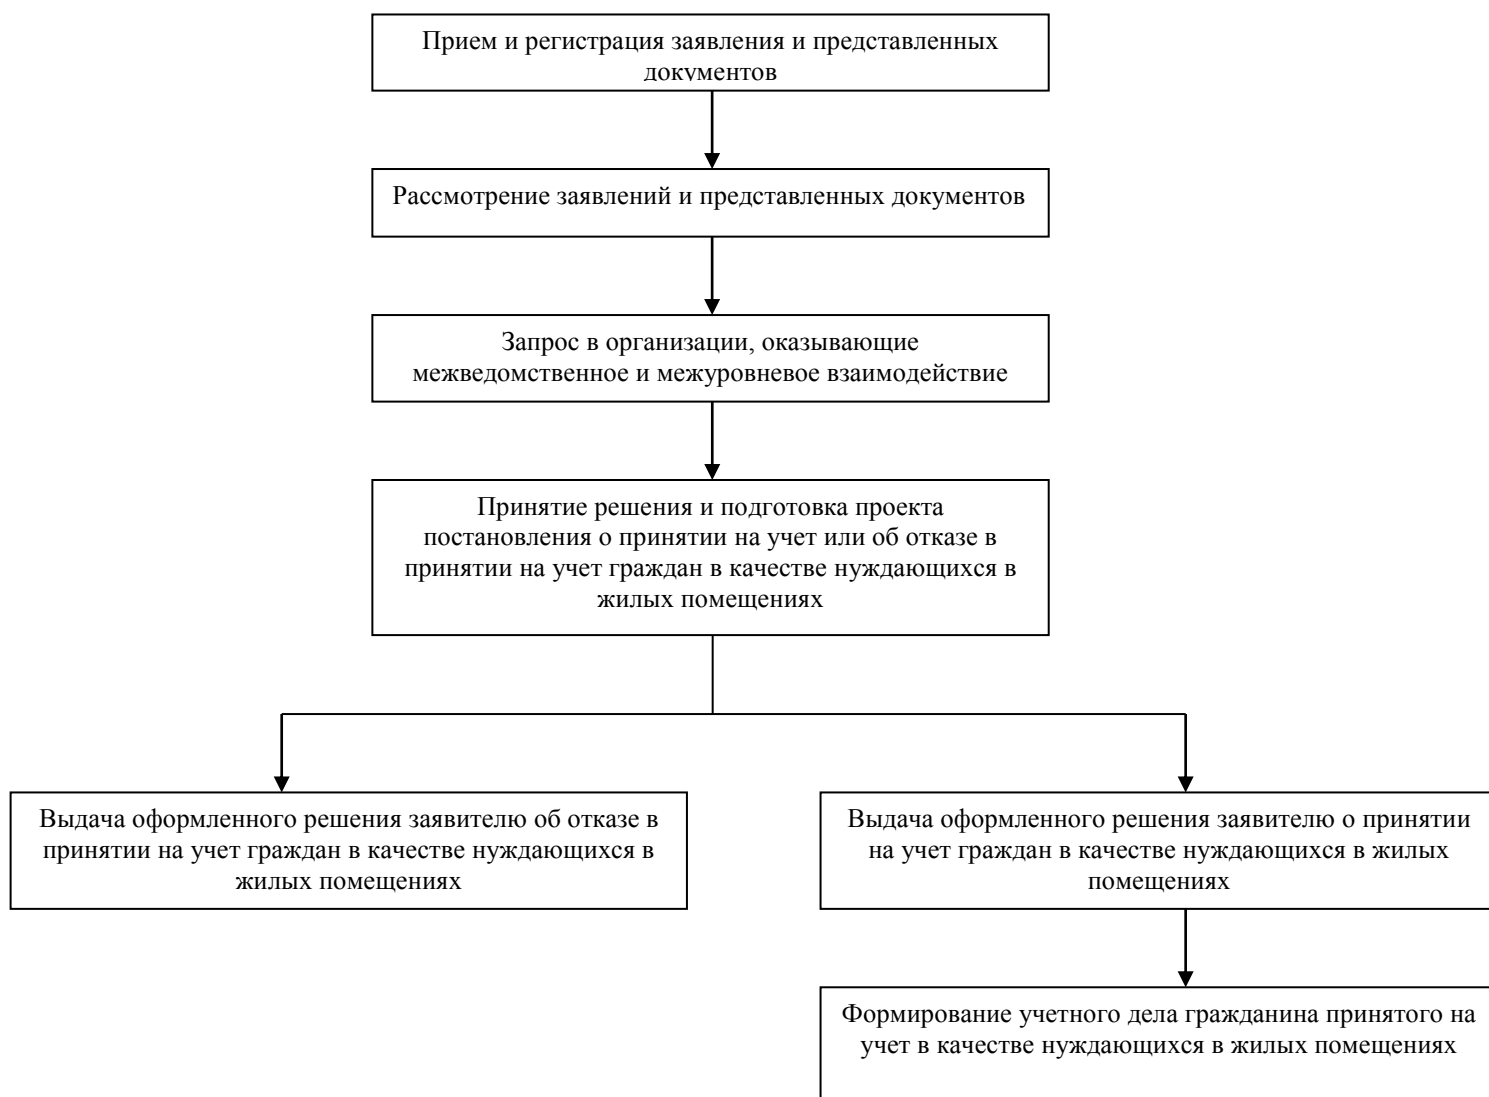 Прием и регистрация заявления и представленных
документов
Рассмотрение заявлений и представленных документов
Запрос в организации, оказывающие
межведомственное и межуровневое взаимодействие
Принятие решения и подготовка проекта
постановления о принятии на учет или об отказе в
принятии на учет граждан в качестве нуждающихся в
жилых помещениях
Выдача оформленного решения заявителю об отказе в
принятии на учет граждан в качестве нуждающихся в
жилых помещениях
Выдача оформленного решения заявителю о принятии
на учет граждан в качестве нуждающихся в жилых
помещениях
Формирование учетного дела гражданина принятого на
учет в качестве нуждающихся в жилых помещениях